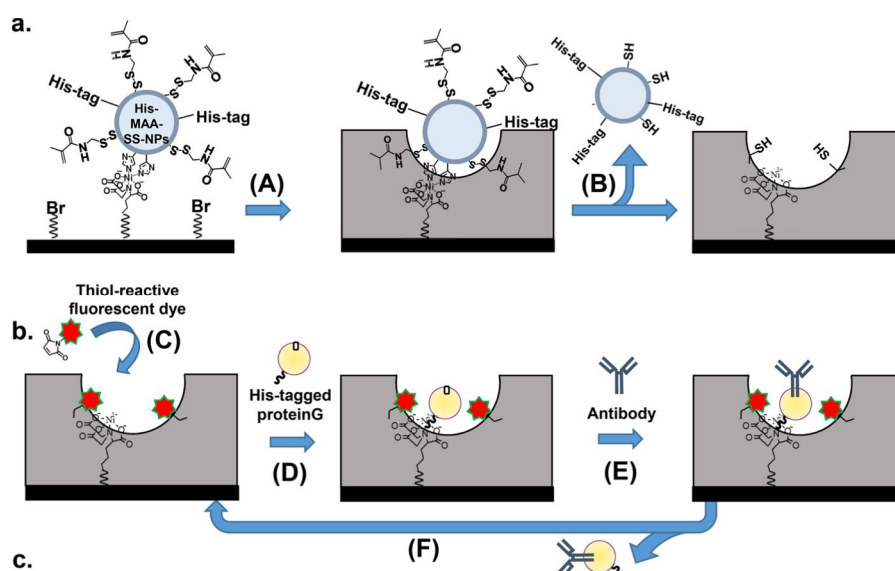 a.
O
N
H
S
S
O
N
H
S
S
His-tag
His-
MAA-
SS-NPs
His-tag
O
N
H
S
S
S
S
N
H
O
Br
Br
(A)
O
N
H
S
S
O
N
H
S
S
His-tag
His-tag
(B)
His-tag
SH
SH
His-tag
SH
His-tag
SH
HS
Thiol-reactive
fluorescent dye
b.
(C)
His-tagged
proteinG
(D)
Antibody
(E)
(F)
c.